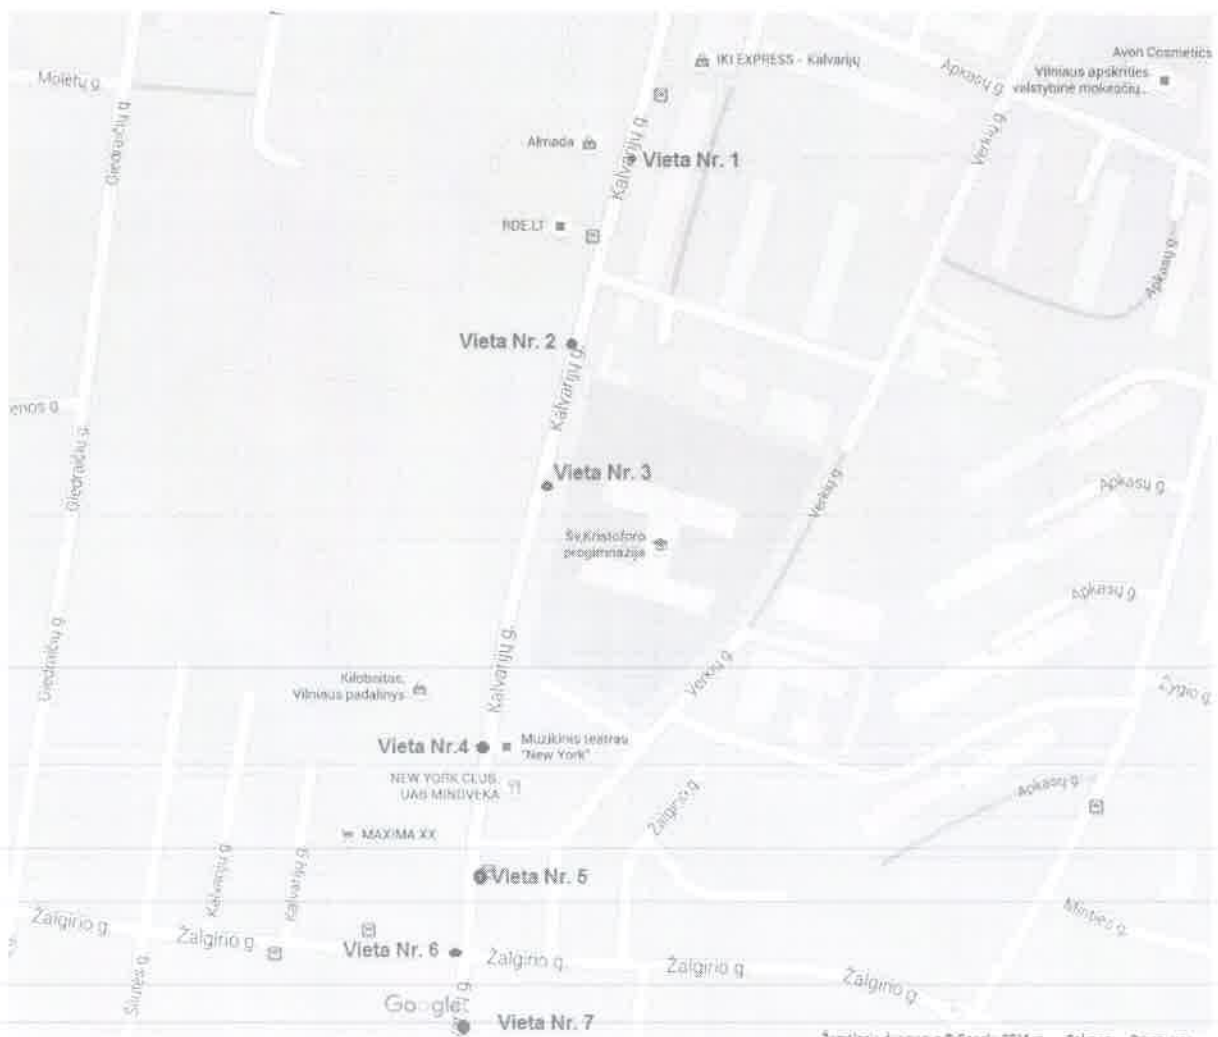 IKI EXPRESS - Kalvarijų
Apkasų g.
Avon Cosmetics
Vilniaus apskrities
valstybinė mokesčių...
Molėtų g.
Giedraičių g.
Almada
Kalvarijų g.
Vieta Nr. 1
Verkių g.
RDE.LT
Apkasų g.
Vieta Nr. 2
Kalvarijų g.
enos g.
Giedraičių g.
Vieta Nr. 3
Verkių g.
Apkasų g.
Šv.Kristoforo
progimnazija
Apkasų g.
Giedraičių g.
Kalvarijų g.
Verkių g.
Kilobaitas,
Vilniaus padalinys
Žygio g.
Vieta Nr.4
Muzikinis teatras
"New York"
NEW YORK CLUB,
UAB MINDVEKA
Apkasų g.
Žalgirio g.
MAXIMA XX
Kalvarijų g.
Kalvarijų g.
Vieta Nr. 5
Minties g.
Žalgirio g.
Žalgirio g.
Vieta Nr. 6
Žalgirio g.
Žalgirio g.
Žalgirio g.
Šilutės g.
Google
Vieta Nr. 7